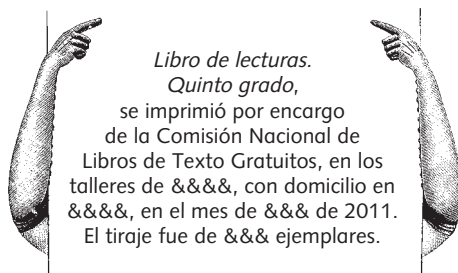 Libro de lecturas.
Quinto grado,
se imprimió por encargo
de la Comisión Nacional de
Libros de Texto Gratuitos, en los
talleres de &&&&, con domicilio en
&&&&, en el mes de &&& de 2011.
El tiraje fue de &&& ejemplares.